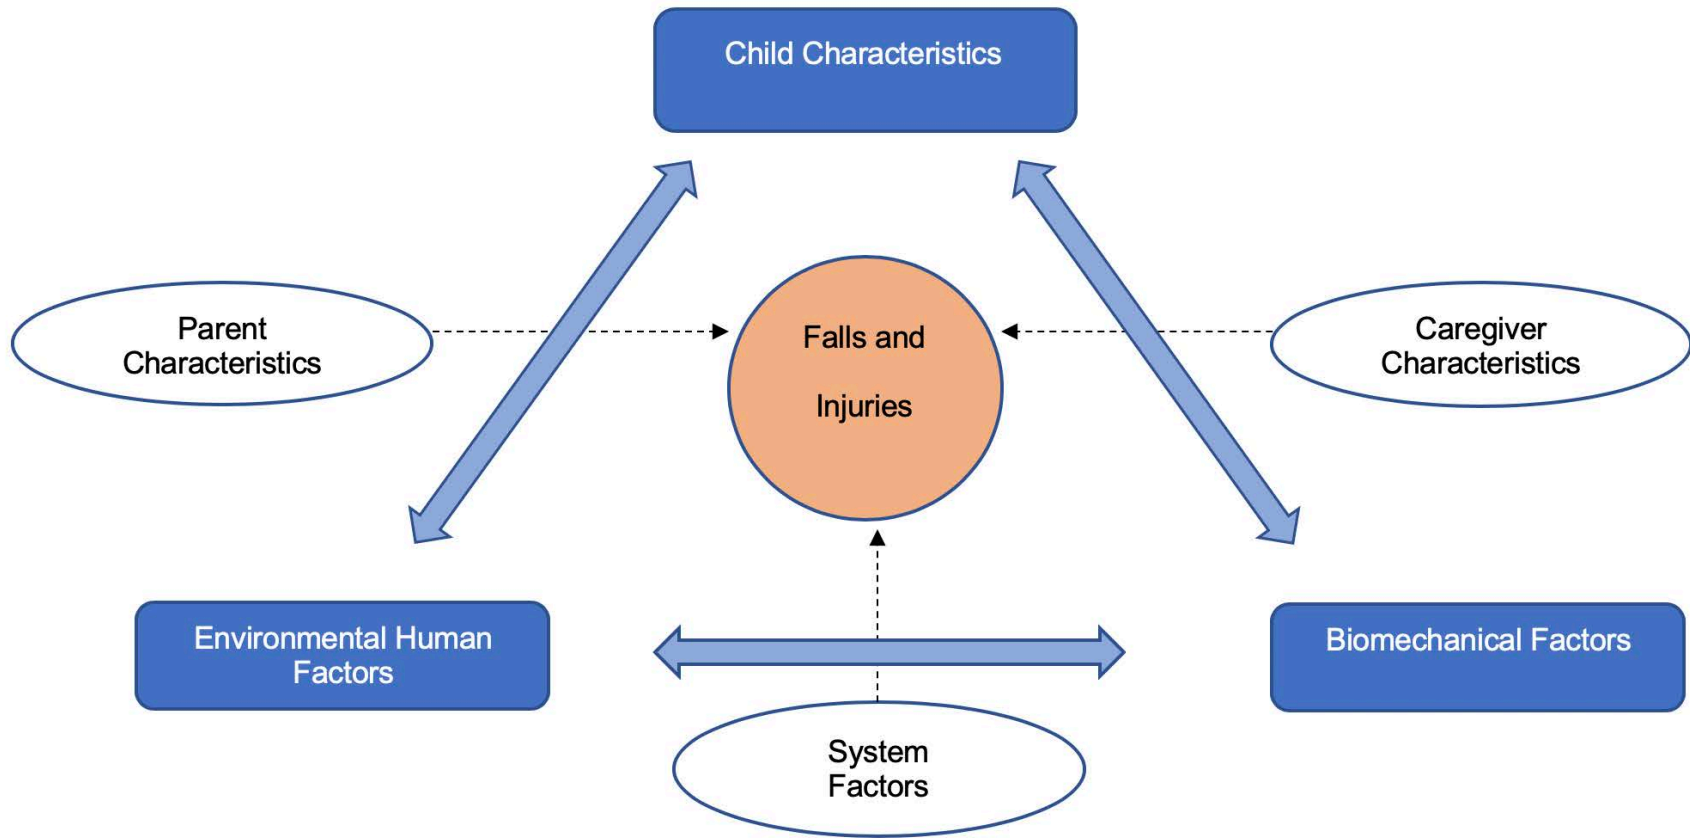 Child Characteristics
Parent
Characteristics
Falls and
Injuries
Caregiver
Characteristics
Environmental Human
Factors
Biomechanical Factors
System
Factors